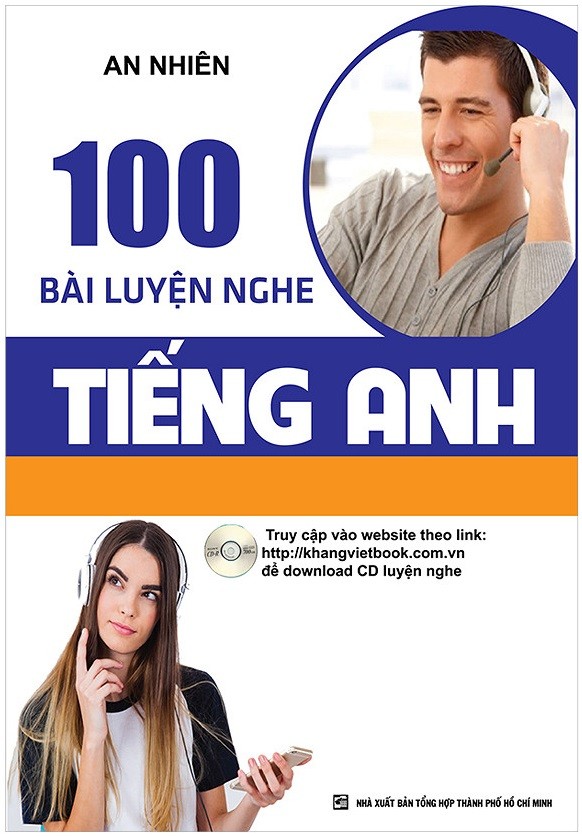 AN NHIÊN
100
BÀI LUYỆN NGHE
TIẾNG ANH
Truy cập vào website theo link:
http://khangvietbook.com.vn
để download CD luyện nghe
NHÀ XUẤT BẢN TỔNG HỢP THÀNH PHỐ HỒ CHÍ MINH